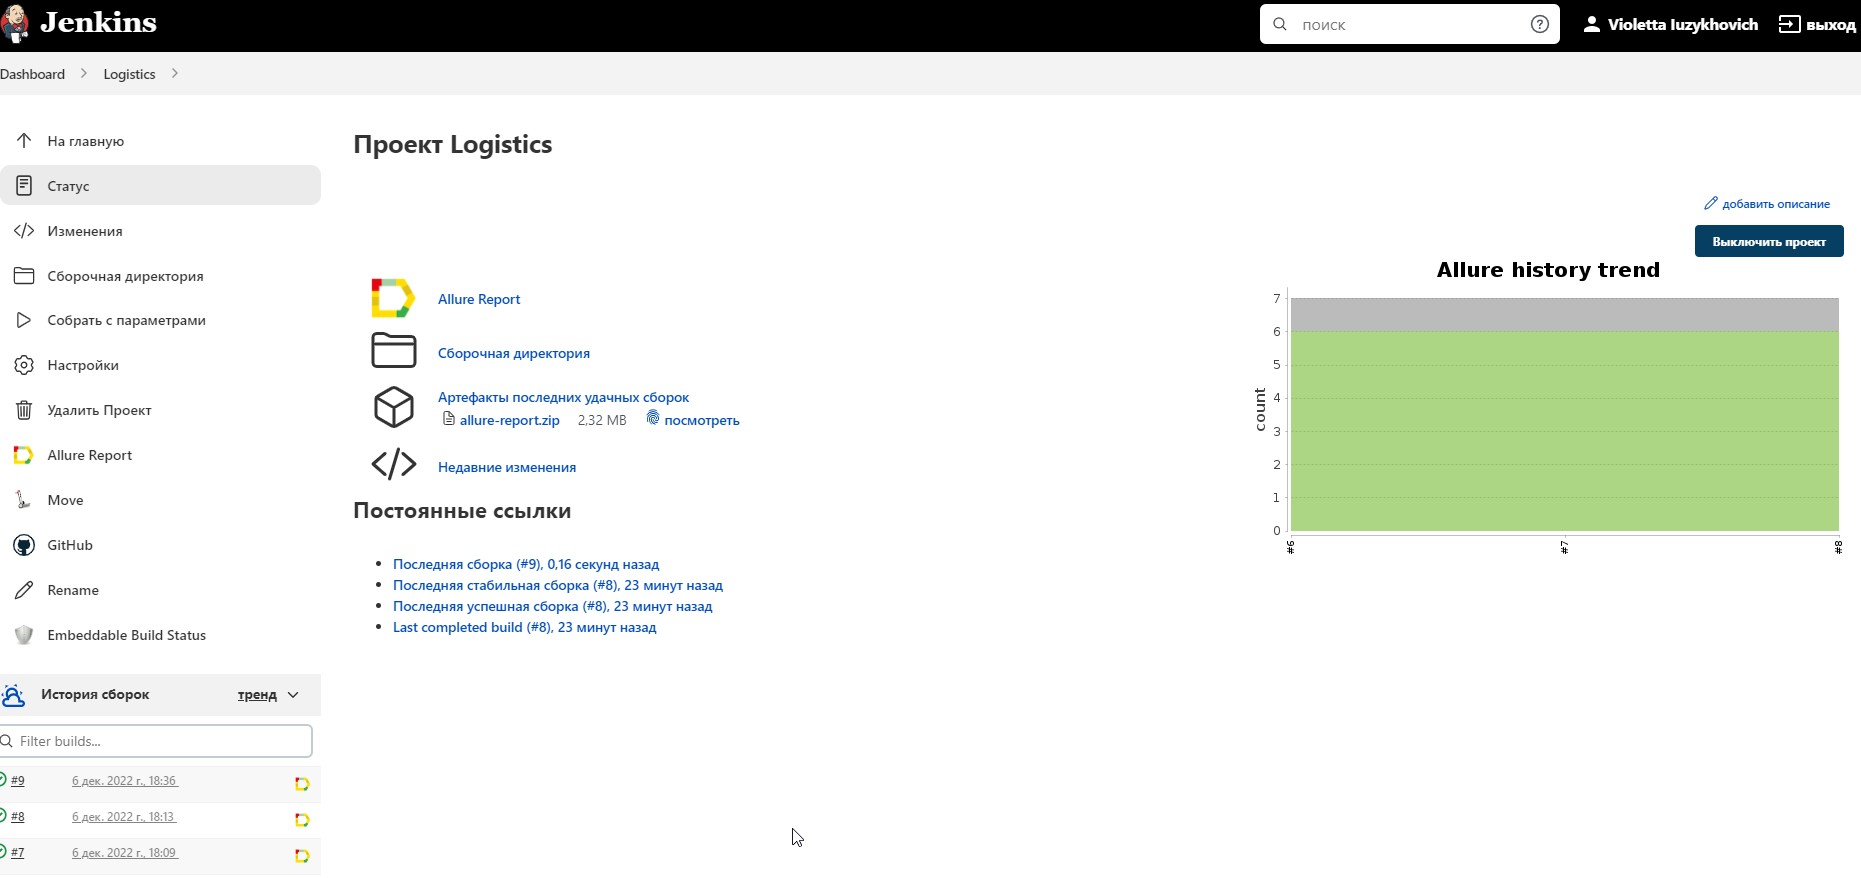 Jenkins
поиск
Violetta Iuzykhovich
выход
Dashboard
Logistics
На главную
Статус
Изменения
Сборочная директория
Собрать с параметрами
Настройки
Удалить Проект
Allure Report
Move
GitHub
Rename
Embeddable Build Status
История сборок
тренд
Filter builds...
#9 6 дек. 2022 г., 18:36
#8 6 дек. 2022 г., 18:13
#7 6 дек. 2022 г., 18:09
Проект Logistics
добавить описание
Выключить проект
Allure Report
Сборочная директория
Артефакты последних удачных сборок
allure-report.zip 2,32 MB посмотреть
Недавние изменения
Постоянные ссылки
Последняя сборка (#9), 0,16 секунд назад
Последняя стабильная сборка (#8), 23 минут назад
Последняя успешная сборка (#8), 23 минут назад
Last completed build (#8), 23 минут назад
Allure history trend
count
7
6
5
4
3
2
1
0
#6
#7
#8